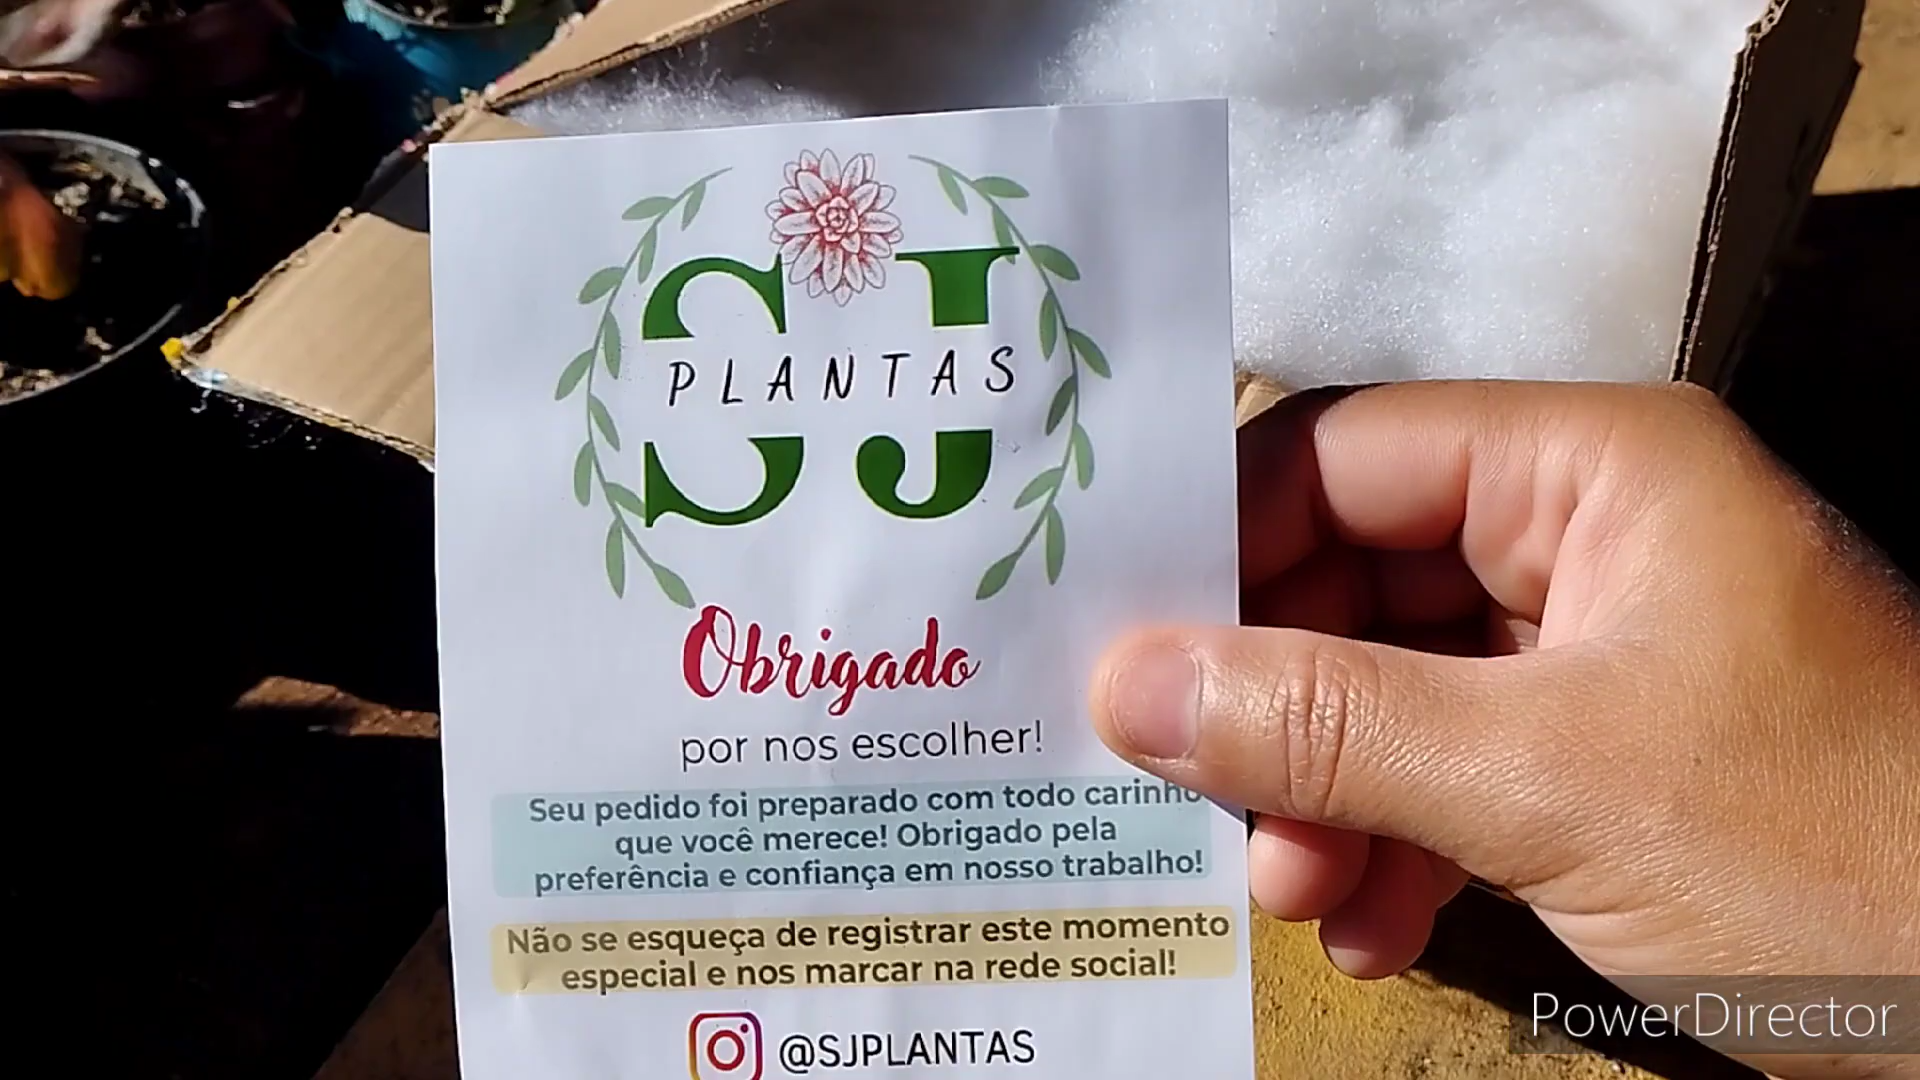 SJ
PLANTAS
Obrigado
por nos escolher!
Seu pedido foi preparado com todo carinho
que você merece! Obrigado pela
preferência e confiança em nosso trabalho!
Não se esqueça de registrar este momento
especial e nos marcar na rede social!
@SJPLANTAS
PowerDirector